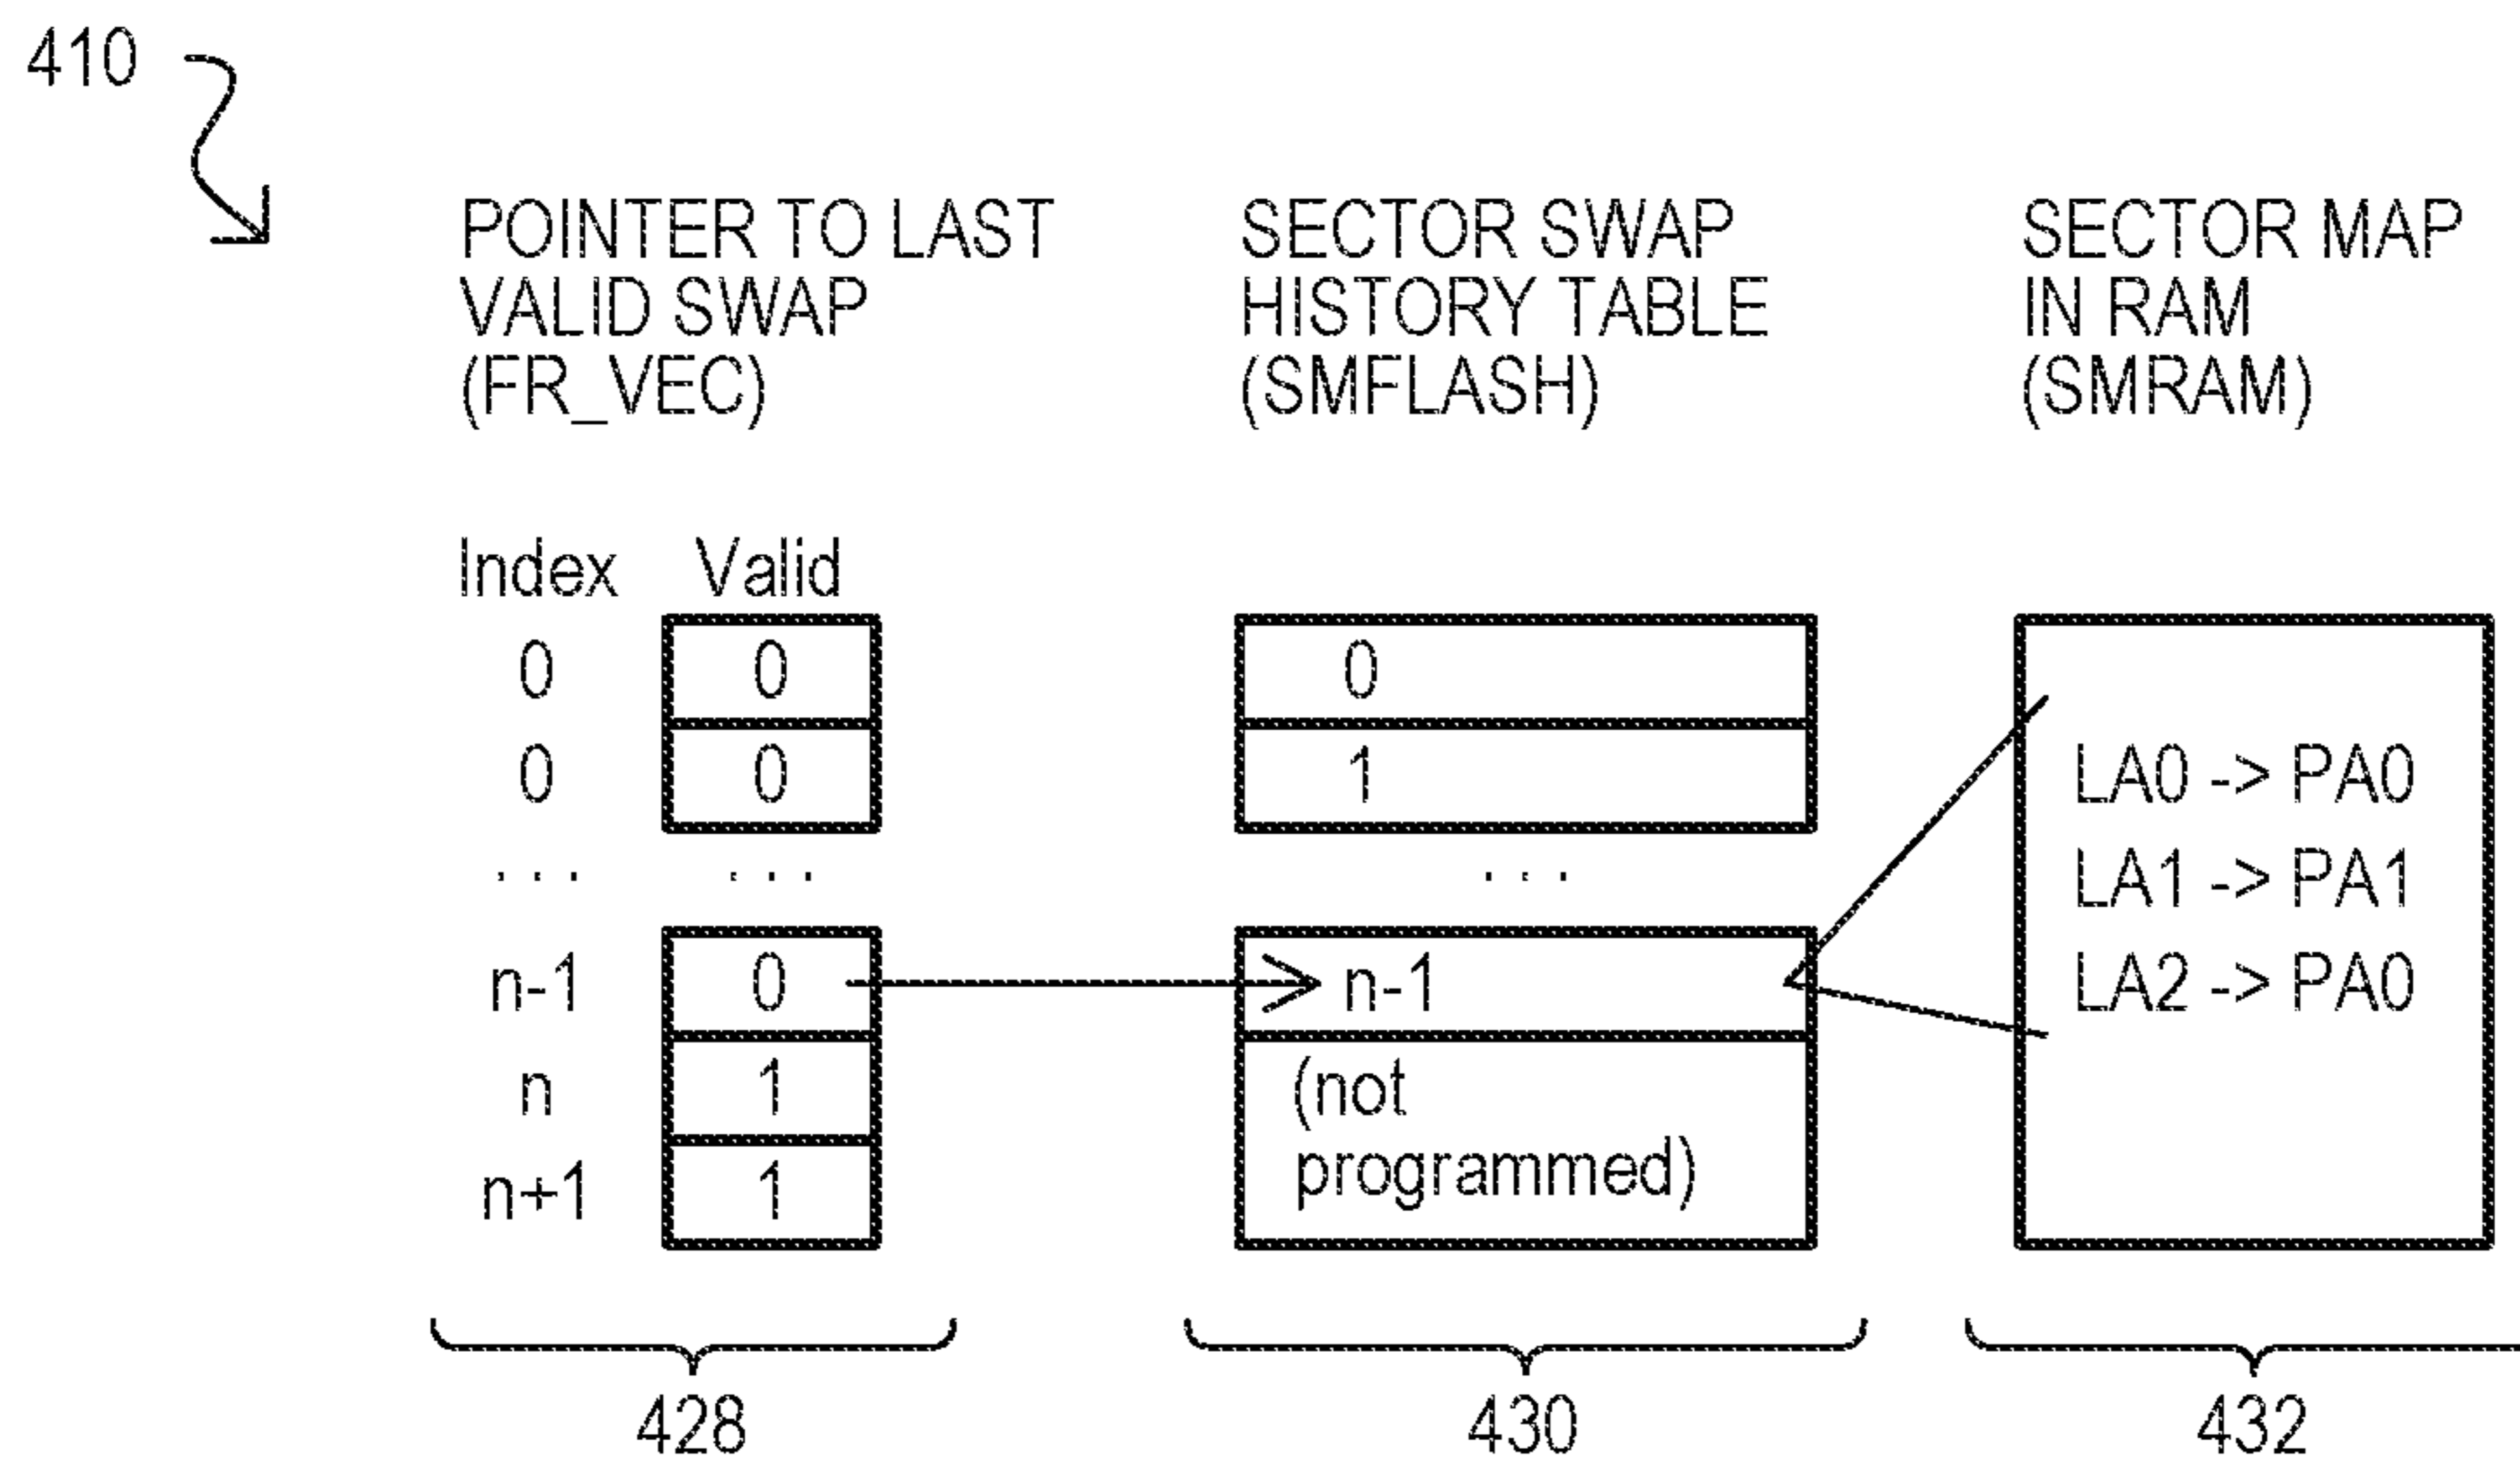 410
POINTER TO LAST
VALID SWAP
(FR_VEC)
SECTOR SWAP
HISTORY TABLE
(SMFLASH)
SECTOR MAP
IN RAM
(SMRAM)
Index Valid
0 0 0
0 0 1 LA0 -> PA0
... ... ... LA1 -> PA1
n-1 0 n-1 LA2 -> PA0
n 1 (not
n+1 1 programmed)
428 430 432